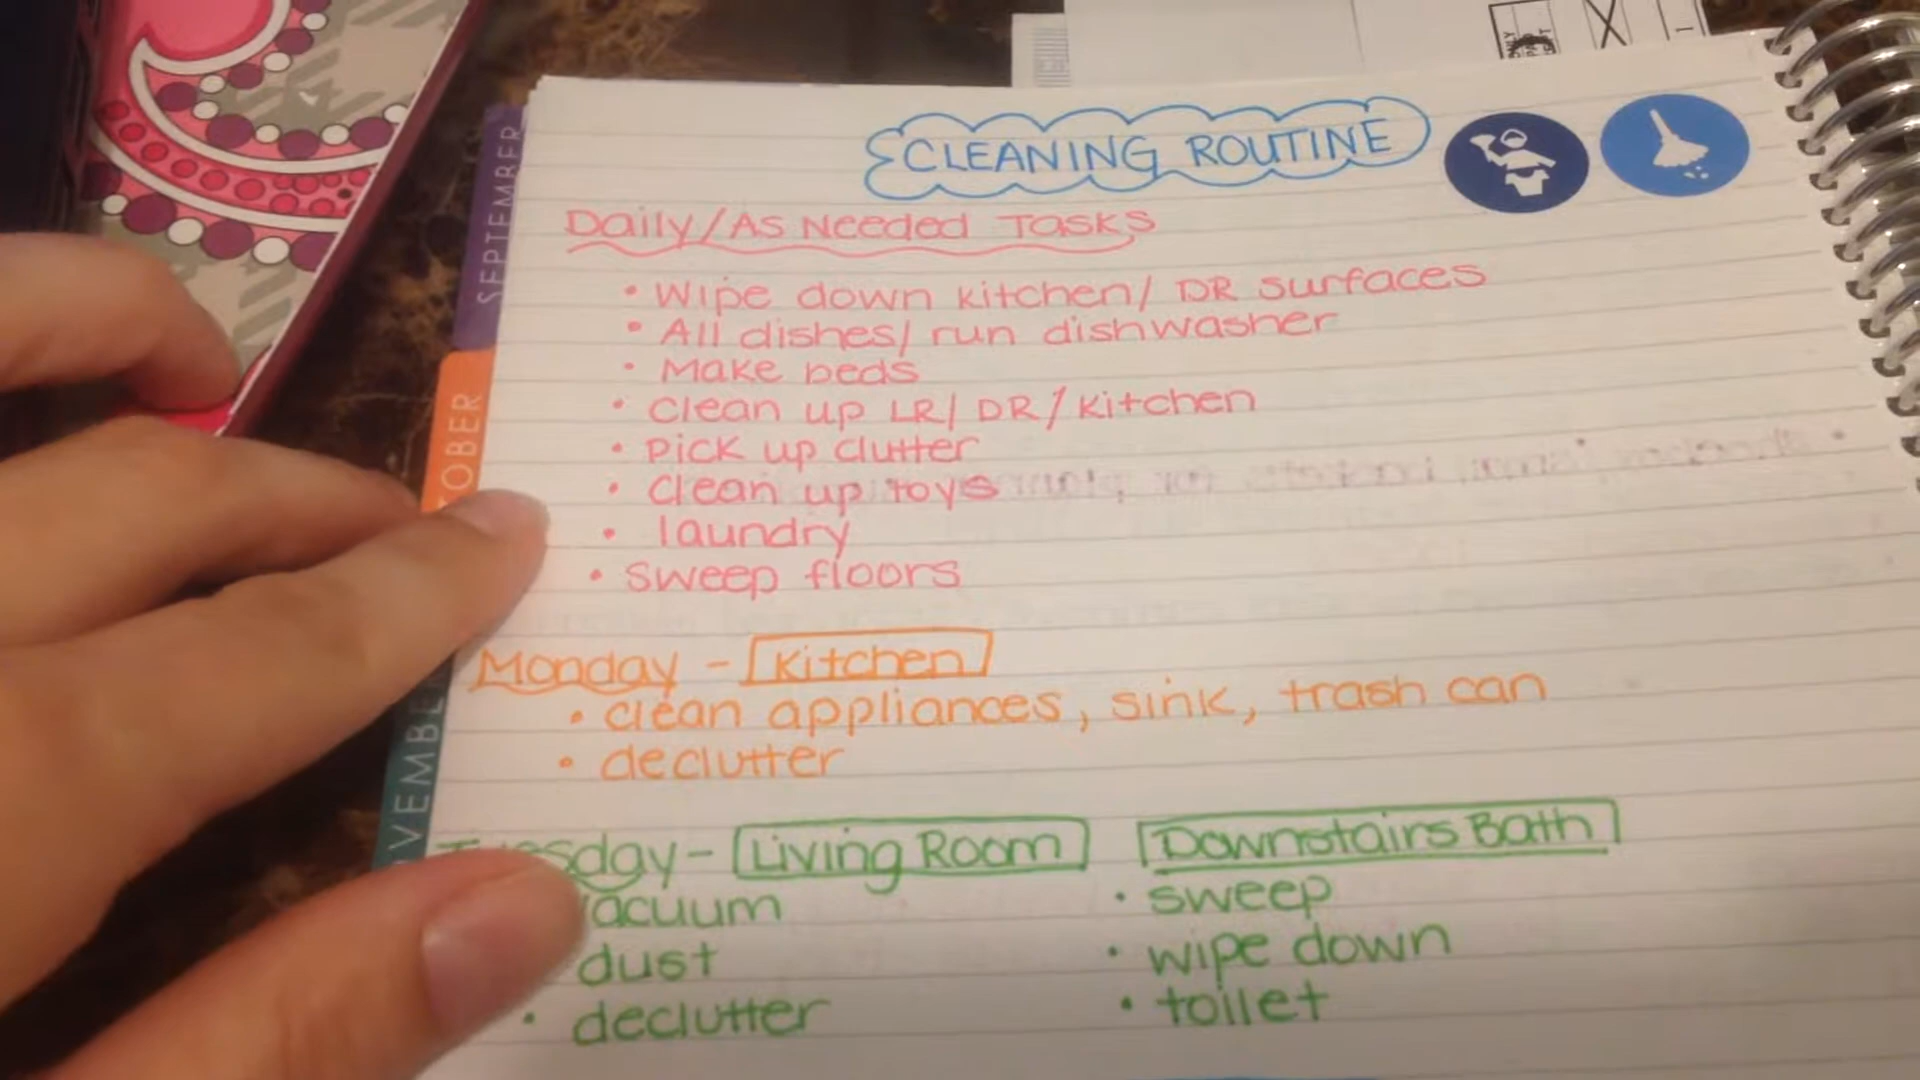 SEPTEMBER
CLEANING ROUTINE
Daily/As Needed Tasks
• Wipe down kitchen/ DR surfaces
• All dishes/ run dishwasher
• Make beds
• clean up LR/ DR/ kitchen
• Pick up clutter
• clean up toys
• laundry
• sweep floors
Monday - Kitchen
• clean appliances, sink, trash can
• declutter
Tuesday - Living Room
acuum
dust
• declutter
Downstairs Bath
• sweep
• wipe down
• toilet
TOBER
VEMBE